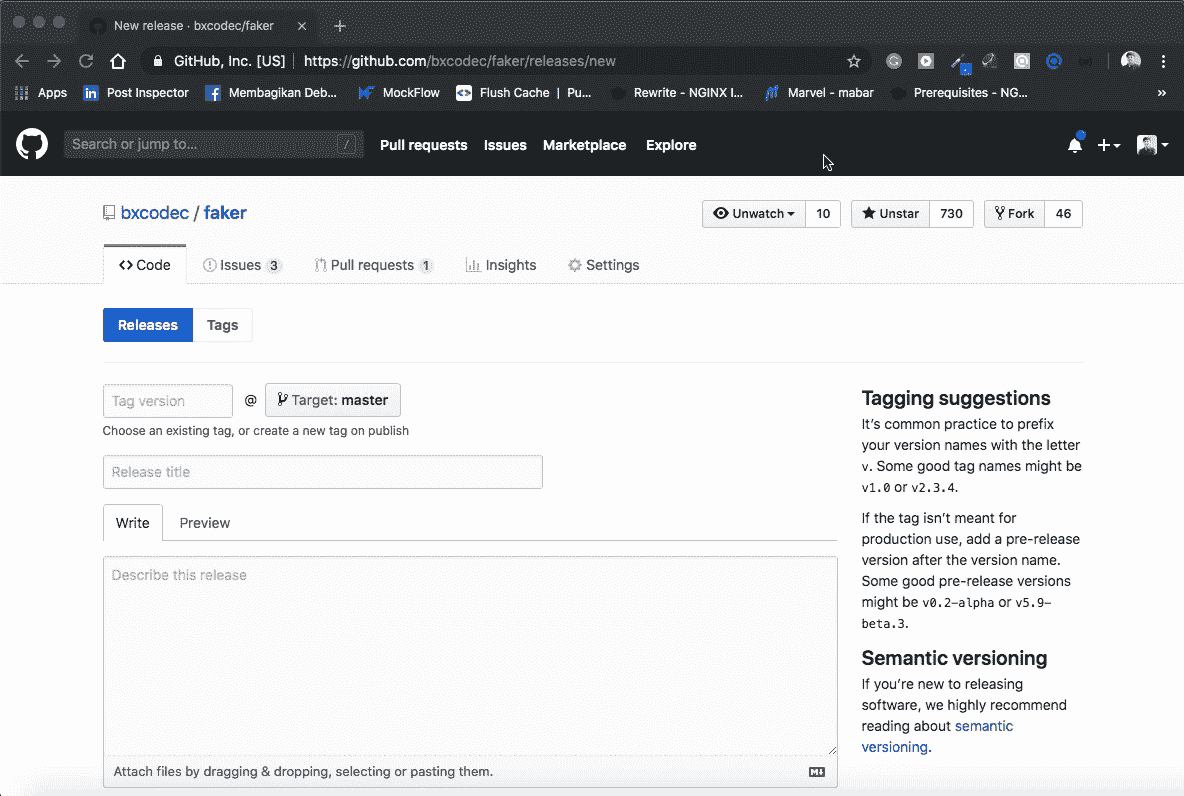 New release · bxcodec/faker
GitHub, Inc. [US] | https://github.com/bxcodec/faker/releases/new
Apps Post Inspector Membagikan Deb... MockFlow Flush Cache | Pu... Rewrite - NGINX I... Marvel - mabar Prerequisites - NG... »
Search or jump to... / Pull requests Issues Marketplace Explore
bxcodec / faker Unwatch 10 Unstar 730 Fork 46
Code Issues 3 Pull requests 1 Insights Settings
Releases Tags
Tag version @ Target: master
Choose an existing tag, or create a new tag on publish
Release title
Write Preview
Describe this release
Attach files by dragging & dropping, selecting or pasting them.
Tagging suggestions
It's common practice to prefix
your version names with the letter
v. Some good tag names might be
v1.0 or v2.3.4.
If the tag isn't meant for
production use, add a pre-release
version after the version name.
Some good pre-release versions
might be v0.2-alpha or v5.9-
beta.3.
Semantic versioning
If you're new to releasing
software, we highly recommend
reading about semantic
versioning.